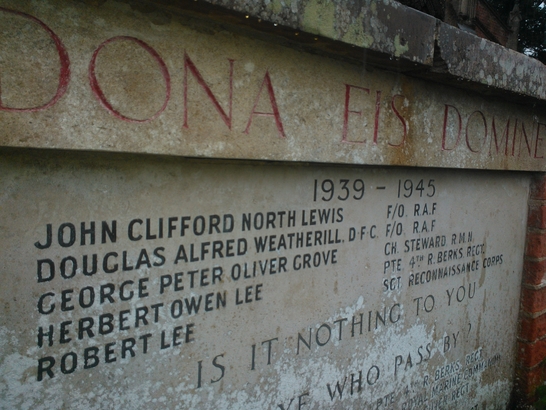 DONA EIS DOMINE
1939 - 1945
JOHN CLIFFORD NORTH LEWIS F/O. R.A.F
DOUGLAS ALFRED WEATHERILL. D.F.C. F/O. R.A.F
GEORGE PETER OLIVER GROVE CH. STEWARD. R.M.N.
HERBERT OWEN LEE PTE 4TH R. BERKS. REGT.
ROBERT LEE SGT RECONNAISSANCE CORPS
IS IT NOTHING TO YOU
YE WHO PASS BY?
R. BERKS REGT